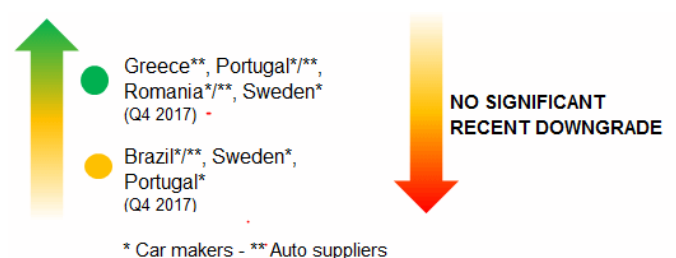 Greece**, Portugal*/**,
Romania*/**, Sweden*
(Q4 2017)
Brazil*/**, Sweden*,
Portugal*
(Q4 2017)
NO SIGNIFICANT
RECENT DOWNGRADE
* Car makers - ** Auto suppliers